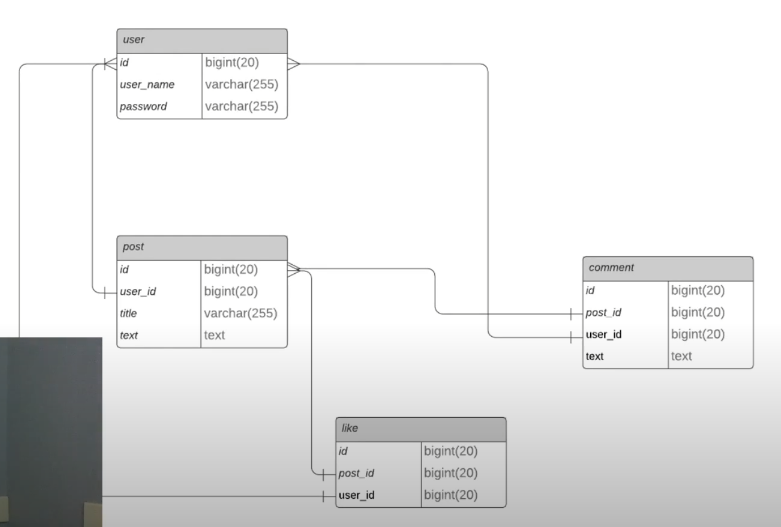 user
id bigint(20)
user_name varchar(255)
password varchar(255)
post
id bigint(20)
user_id bigint(20)
title varchar(255)
text text
comment
id bigint(20)
post_id bigint(20)
user_id bigint(20)
text text
like
id bigint(20)
post_id bigint(20)
user_id bigint(20)